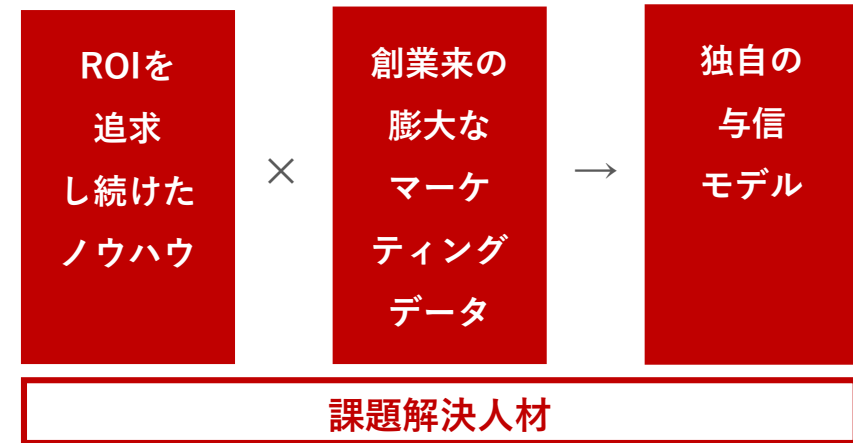 ROIを
追求
し続けた
ノウハウ
×
創業来の
膨大な
マーケ
ティング
データ
→
独自の
与信
モデル
課題解決人材